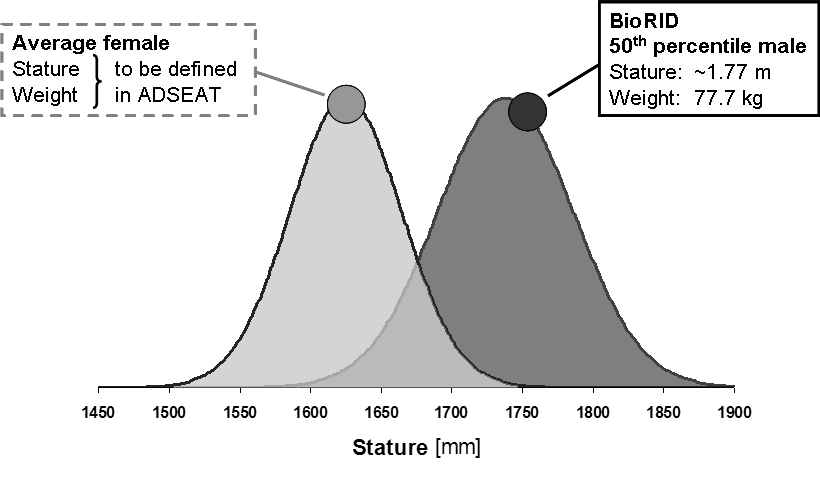 Average female
Stature } to be defined
Weight } in ADSEAT
BioRID
50th percentile male
Stature: ~1.77 m
Weight: 77.7 kg
1450 1500 1550 1600 1650 1700 1750 1800 1850 1900
Stature [mm]